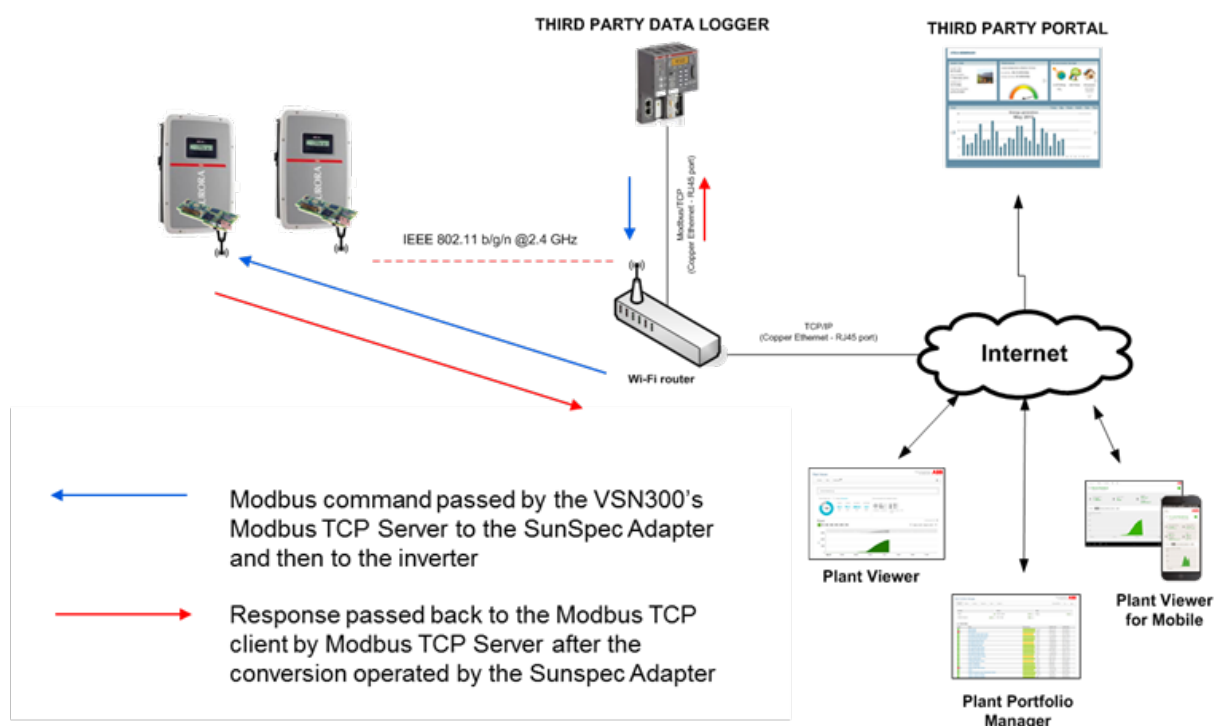 THIRD PARTY DATA LOGGER
THIRD PARTY PORTAL
AURORA
IEEE 802.11 b/g/n @2.4 GHz
Modbus/TCP
(Copper Ethernet - RJ45 port)
TCP/IP
(Copper Ethernet - RJ45 port)
Wi-Fi router
Internet
Modbus command passed by the VSN300's
Modbus TCP Server to the SunSpec Adapter
and then to the inverter
Response passed back to the Modbus TCP
client by Modbus TCP Server after the
conversion operated by the Sunspec Adapter
ABB
Plant Viewer
Plant Viewer
for Mobile
Plant Portfolio
Manager